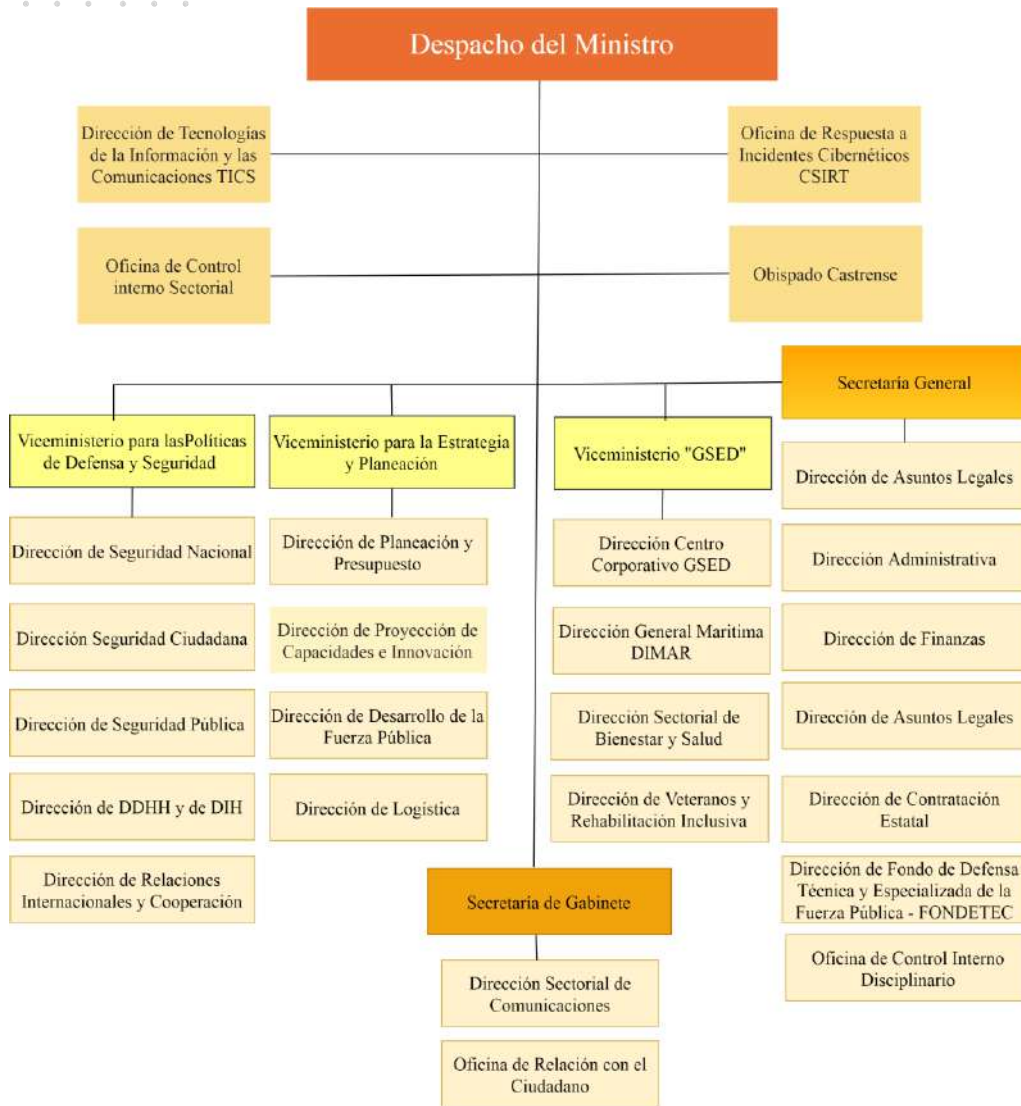 Despacho del Ministro
Dirección de Tecnologías
de la Información y las
Comunicaciones TICS
Oficina de Respuesta a
Incidentes Cibernéticos
CSIRT
Oficina de Control
interno Sectorial
Obispado Castrense
Secretaría General
Viceministerio para lasPolíticas
de Defensa y Seguridad
Viceministerio para la Estrategia
y Planeación
Viceministerio "GSED"
Dirección de Seguridad Nacional
Dirección Seguridad Ciudadana
Dirección de Seguridad Pública
Dirección de DDHH y de DIH
Dirección de Relaciones
Internacionales y Cooperación
Dirección de Planeación y
Presupuesto
Dirección de Proyección de
Capacidades e Innovación
Dirección de Desarrollo de la
Fuerza Pública
Dirección de Logística
Dirección Centro
Corporativo GSED
Dirección General Marítima
DIMAR
Dirección Sectorial de
Bienestar y Salud
Dirección de Veteranos y
Rehabilitación Inclusiva
Dirección de Asuntos Legales
Dirección Administrativa
Dirección de Finanzas
Dirección de Asuntos Legales
Dirección de Contratación
Estatal
Dirección de Fondo de Defensa
Técnica y Especializada de la
Fuerza Pública - FONDETEC
Oficina de Control Interno
Disciplinario
Secretaría de Gabinete
Dirección Sectorial de
Comunicaciones
Oficina de Relación con el
Ciudadano